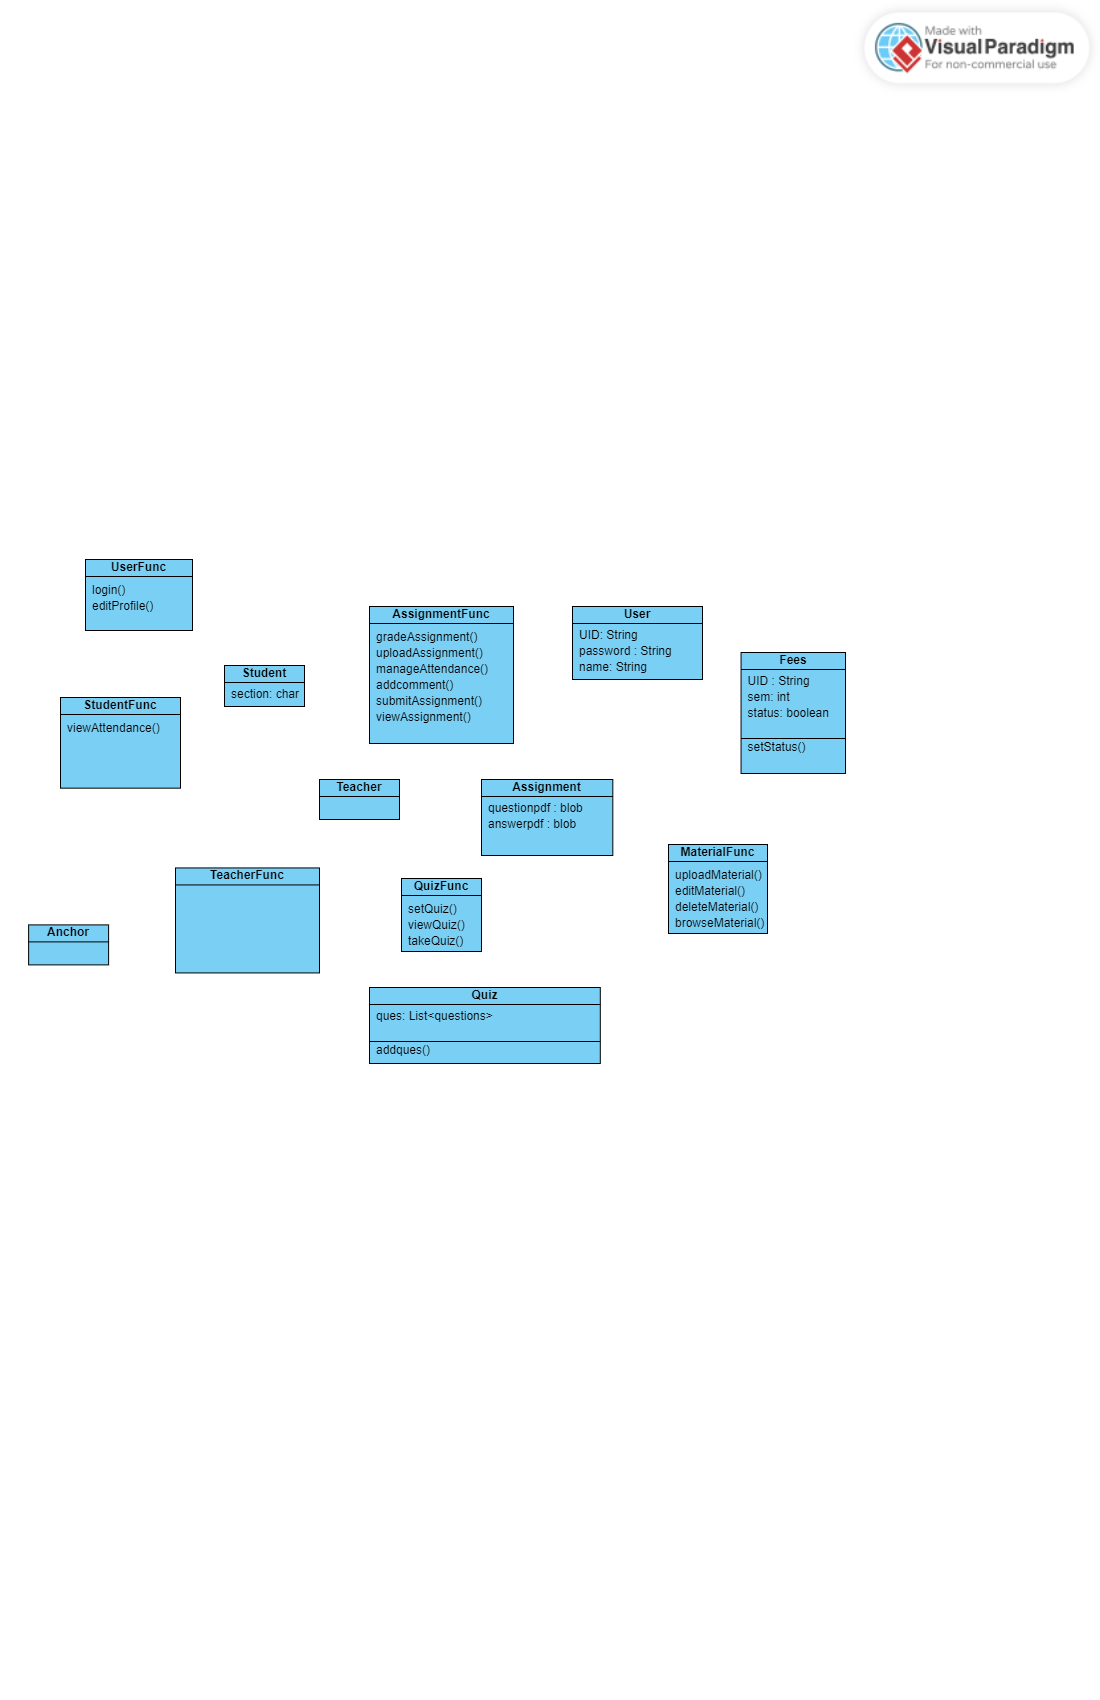 Made with
Visual Paradigm
For non-commercial use
UserFunc
login()
editProfile()
AssignmentFunc
gradeAssignment()
uploadAssignment()
manageAttendance()
addcomment()
submitAssignment()
viewAssignment()
User
UID: String
password : String
name: String
Fees
UID : String
sem: int
status: boolean
setStatus()
Student
section: char
StudentFunc
viewAttendance()
Teacher
Assignment
questionpdf : blob
answerpdf : blob
MaterialFunc
uploadMaterial()
editMaterial()
deleteMaterial()
browseMaterial()
TeacherFunc
QuizFunc
setQuiz()
viewQuiz()
takeQuiz()
Anchor
Quiz
ques: List<questions>
addques()